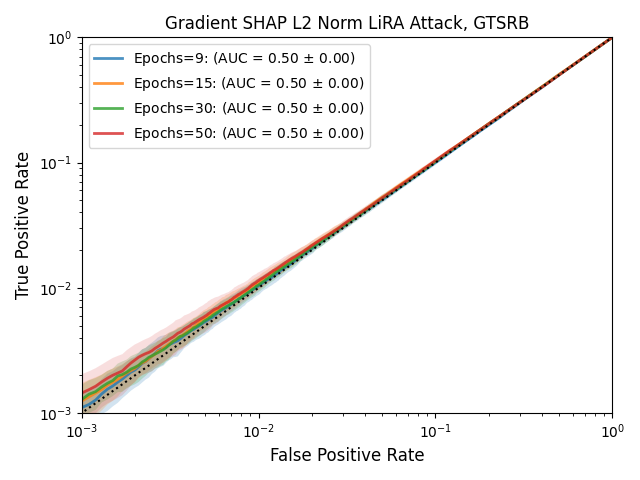 Gradient SHAP L2 Norm LiRA Attack, GTSRB
10⁰
Epochs=9: (AUC = 0.50 ± 0.00)
Epochs=15: (AUC = 0.50 ± 0.00)
Epochs=30: (AUC = 0.50 ± 0.00)
Epochs=50: (AUC = 0.50 ± 0.00)
10⁻¹
True Positive Rate
10⁻²
10⁻³
10⁻³ 10⁻² 10⁻¹ 10⁰
False Positive Rate